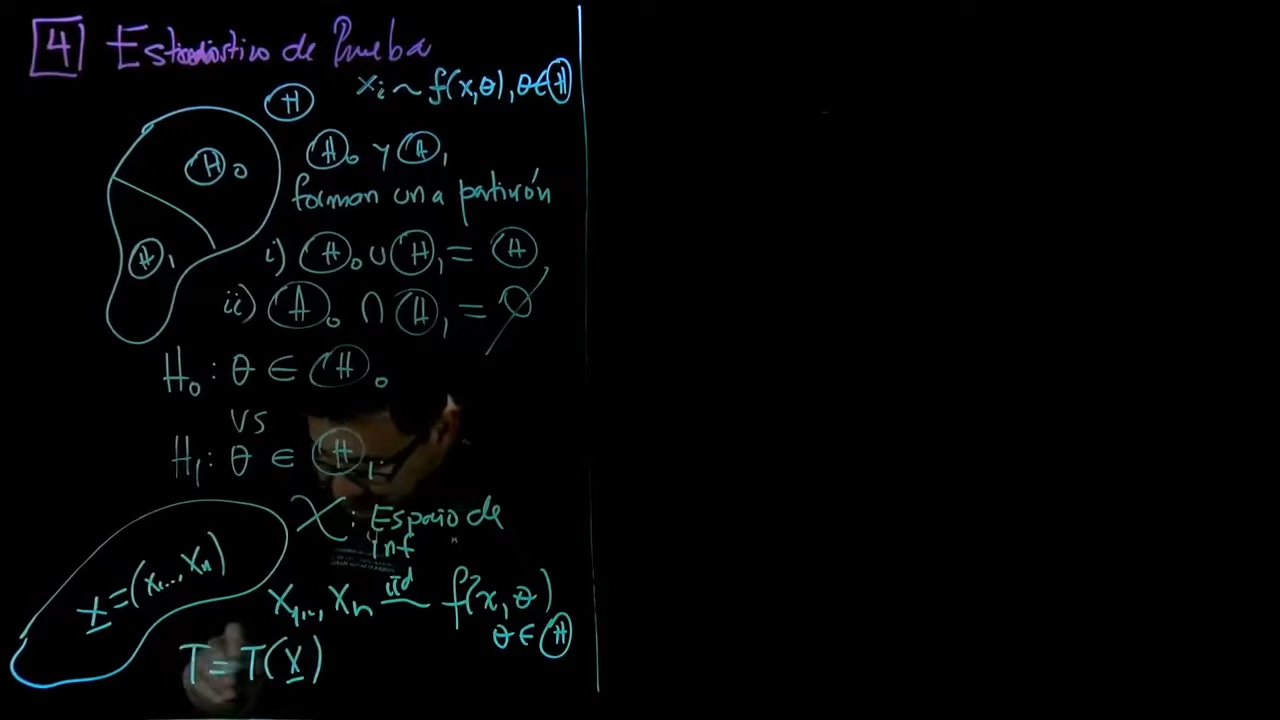 4 Estadístico de Prueba
Xi ~ f(x,θ), θ∈Θ
Θ
Θ0 y Θ1
forman una partición
Θ0
Θ1
i) Θ0 ∪ Θ1 = Θ
ii) Θ0 ∩ Θ1 = ∅
H0: θ ∈ Θ0
vs
H1: θ ∈ Θ1
𝒳: Espacio de
Inf
X = (X1..., Xn)
X1,..., Xn iid ~ f(x, θ)
θ ∈ Θ
T = T(X)